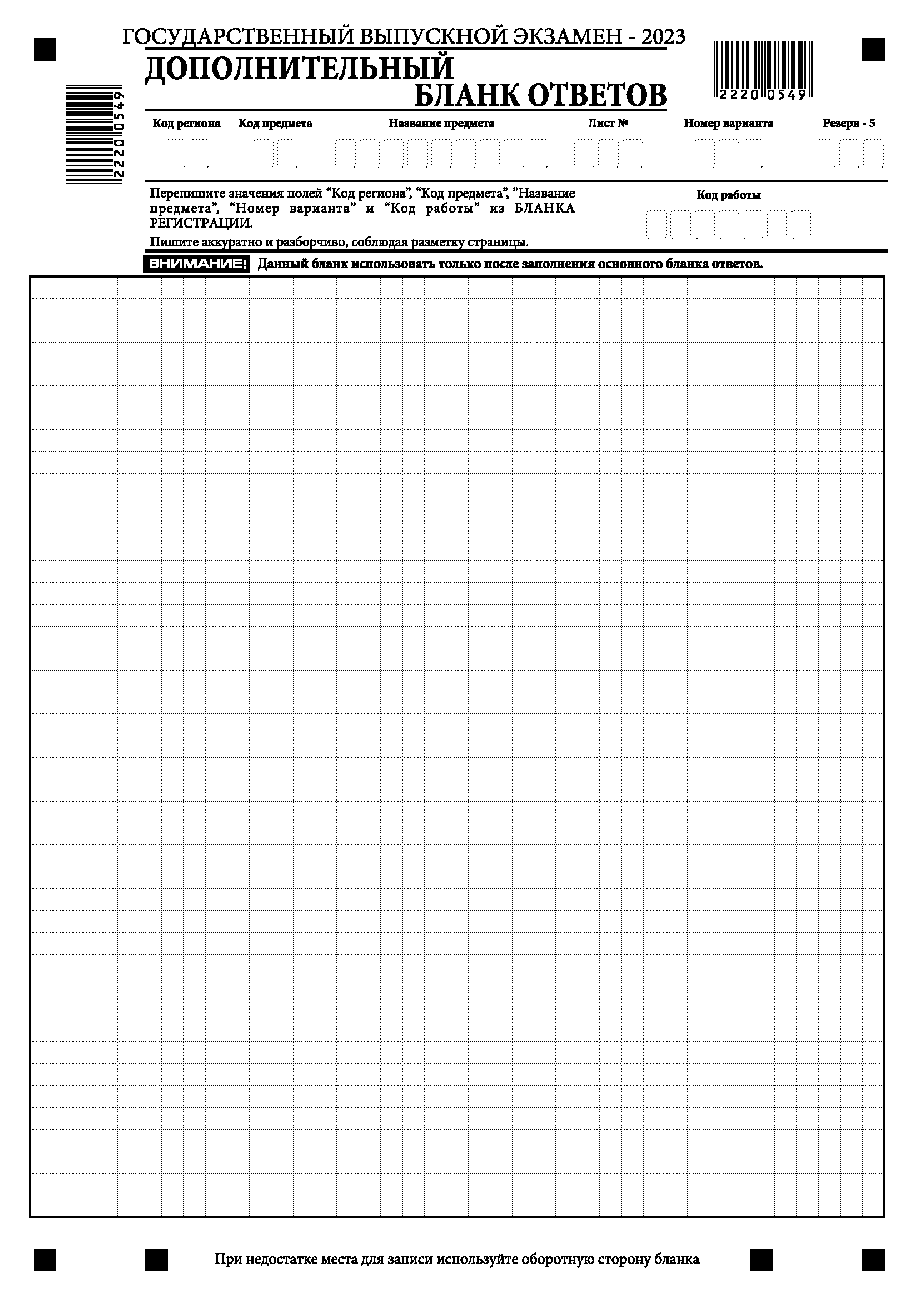 ГОСУДАРСТВЕННЫЙ ВЫПУСКНОЙ ЭКЗАМЕН - 2023
ДОПОЛНИТЕЛЬНЫЙ
БЛАНК ОТВЕТОВ
2220 0549
2220 0549
Код региона Код предмета Название предмета Лист № Номер варианта Резерв - 5
Перепишите значения полей “Код региона”, “Код предмета”, “Название
предмета”, “Номер варианта” и “Код работы” из БЛАНКА
РЕГИСТРАЦИИ.
Пишите аккуратно и разборчиво, соблюдая разметку страницы.
Код работы
ВНИМАНИЕ! Данный бланк использовать только после заполнения основного бланка ответов.
При недостатке места для записи используйте оборотную сторону бланка